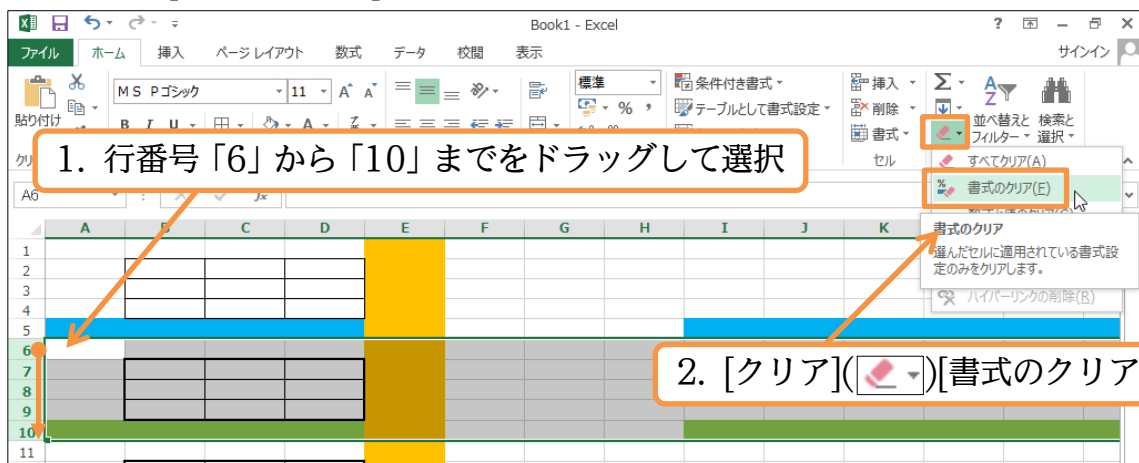 Book1 - Excel
?
ファイル ホーム 挿入 ページ レイアウト 数式 データ 校閲 表示 サインイン
ＭＳ Ｐゴシック 11 A A 標準 条件付き書式 挿入 Σ
% , テーブルとして書式設定 削除
貼り付け B I U A 書式 並べ替えと 検索と
フィルター 選択
セル すべてクリア(A)
1. 行番号「6」から「10」までをドラッグして選択
A6 fx 書式のクリア(F)
A B C D E F G H I J K
書式のクリア
選んだセルに適用されている書式設
定のみをクリアします。
ハイパーリンクの削除(R)
1
2
3
4
5
6
7
8
9
10
11
2. [クリア]( )[書式のクリア